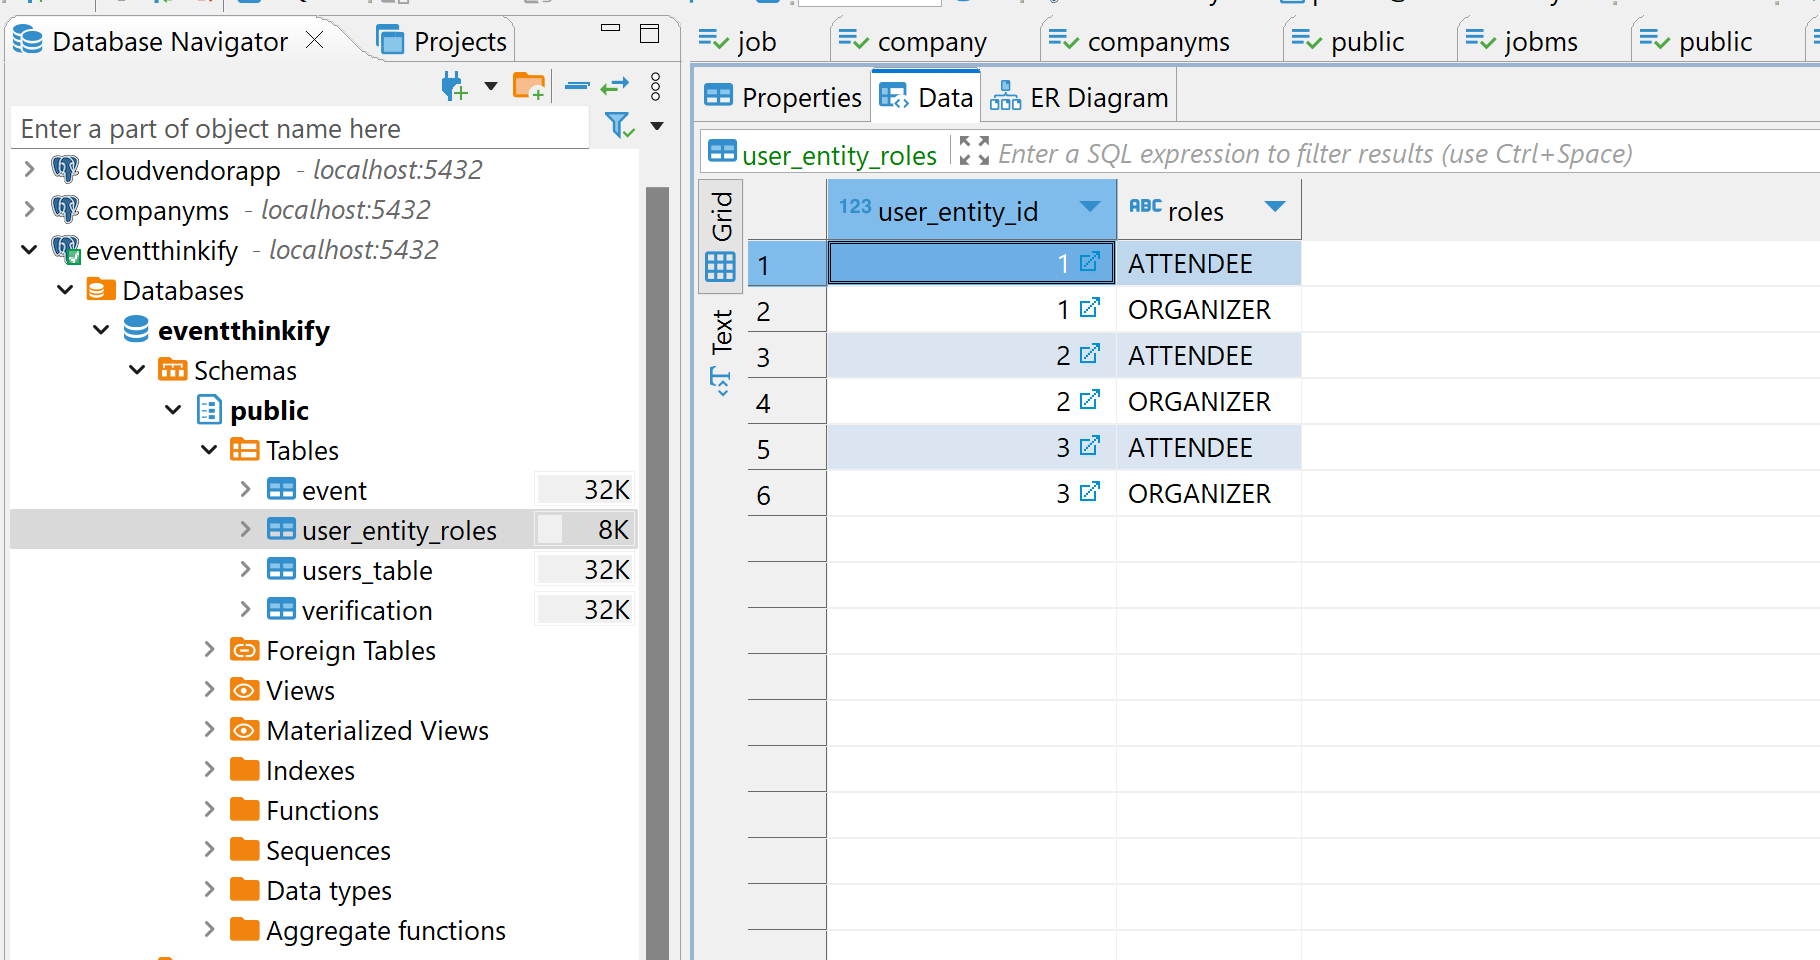 Database Navigator
Projects
job
company
companyms
public
jobms
public
Enter a part of object name here
cloudvendorapp - localhost:5432
companyms - localhost:5432
eventthinkify - localhost:5432
Databases
eventthinkify
Schemas
public
Tables
event 32K
user_entity_roles 8K
users_table 32K
verification 32K
Foreign Tables
Views
Materialized Views
Indexes
Functions
Sequences
Data types
Aggregate functions
Properties
Data
ER Diagram
user_entity_roles
Enter a SQL expression to filter results (use Ctrl+Space)
Grid
Text
123 user_entity_id ABC roles
1 1 ATTENDEE
2 1 ORGANIZER
3 2 ATTENDEE
4 2 ORGANIZER
5 3 ATTENDEE
6 3 ORGANIZER